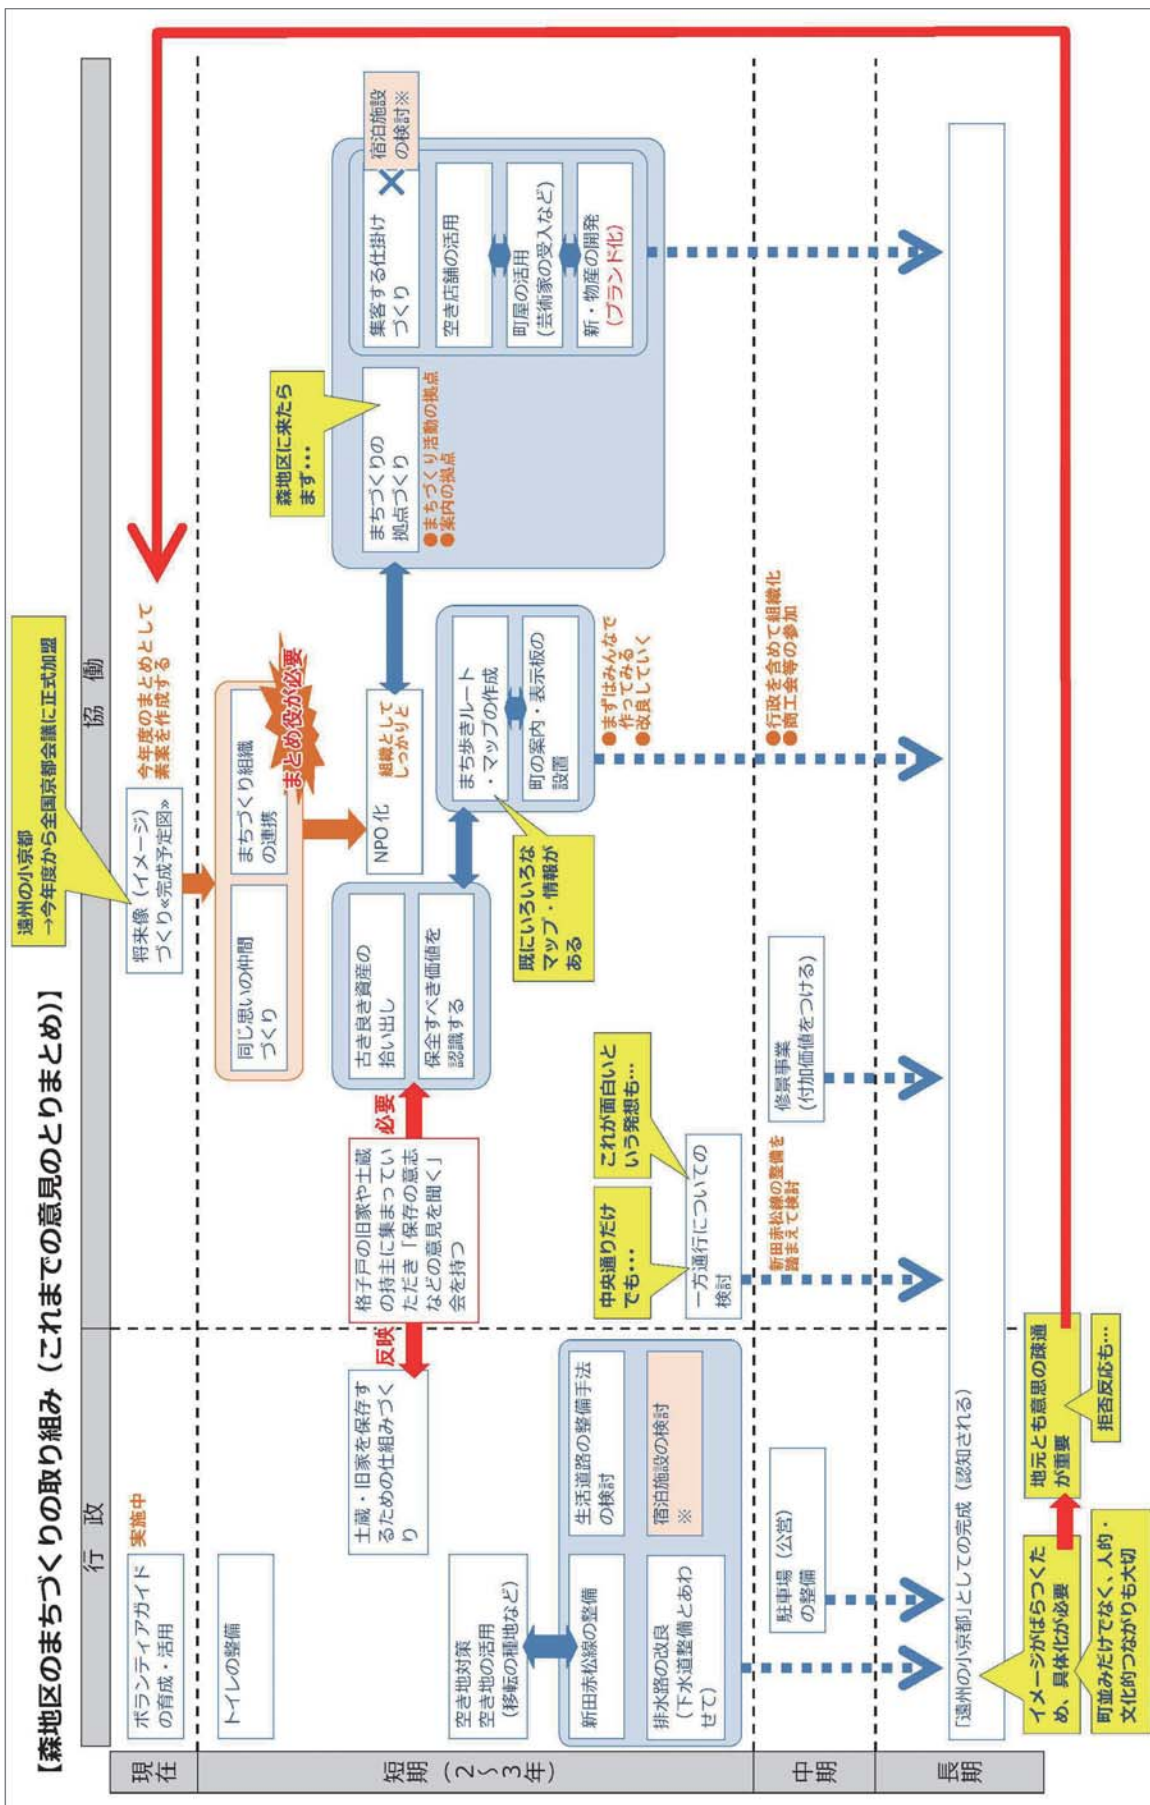 【森地区のまちづくりの取り組み（これまでの意見のとりまとめ）】
行政
協働
現在
ボランティアガイド
の育成・活用
実施中
遠州の小京都
→今年度から全国京都会議に正式加盟
将来像（イメージ）
づくり≪完成予定図≫
今年度のまとめとして
素案を作成する
短期（2～3年）
トイレの整備
同じ思いの仲間
づくり
まちづくり組織
の連携
まとめ役が必要
土蔵・旧家を保存す
るための仕組みづく
り
反映
格子戸の旧家や土蔵
の持主に集まってい
ただき「保存の意志
などの意見を聞く」
会を持つ
必要
古き良き資産の
拾い出し
保全すべき価値を
認識する
NPO化
組織として
しっかりと
森地区に来たら
まず・・・
まちづくりの
拠点づくり
●まちづくり活動の拠点
●案内の拠点
集客する仕掛け
づくり
宿泊施設
の検討※
空き店舗の活用
町屋の活用
(芸術家の受入など)
新・物産の開発
(ブランド化)
空き地対策
空き地の活用
(移転の種地など)
既にいろいろな
マップ・情報が
ある
まち歩きルート
・マップの作成
町の案内・表示板の
設置
●まずはみんなで
作ってみる
●改良していく
新田赤松線の整備
生活道路の整備手法
の検討
排水路の改良
(下水道整備とあわ
せて)
宿泊施設の検討
※
中央通りだけ
でも・・・
これが面白いと
いう発想も…
一方通行についての
検討
中期
駐車場（公営）
の整備
新田赤松線の整備を
踏まえて検討
修景事業
(付加価値をつける)
●行政を含めて組織化
●商工会等の参加
長期
「遠州の小京都」としての完成（認知される）
イメージがばらつくた
め、具体化が必要
地元とも意思の疎通
が重要
町並みだけでなく、人的・
文化的つながりも大切
拒否反応も…